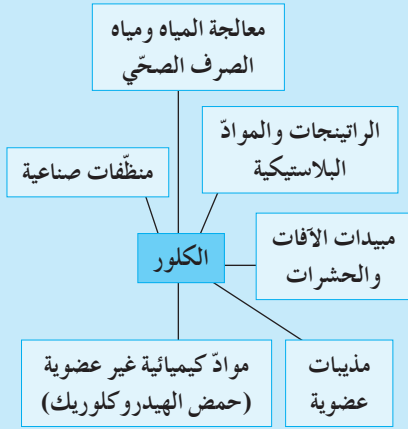 معالجة المياه ومياه
الصرف الصحّي
الراتينجات والموادّ
البلاستيكية
منظّفات صناعية
مبيدات الآفات
والحشرات
الكلور
مذيبات
عضوية
موادّ كيميائية غير عضوية
(حمض الهيدروكلوريك)